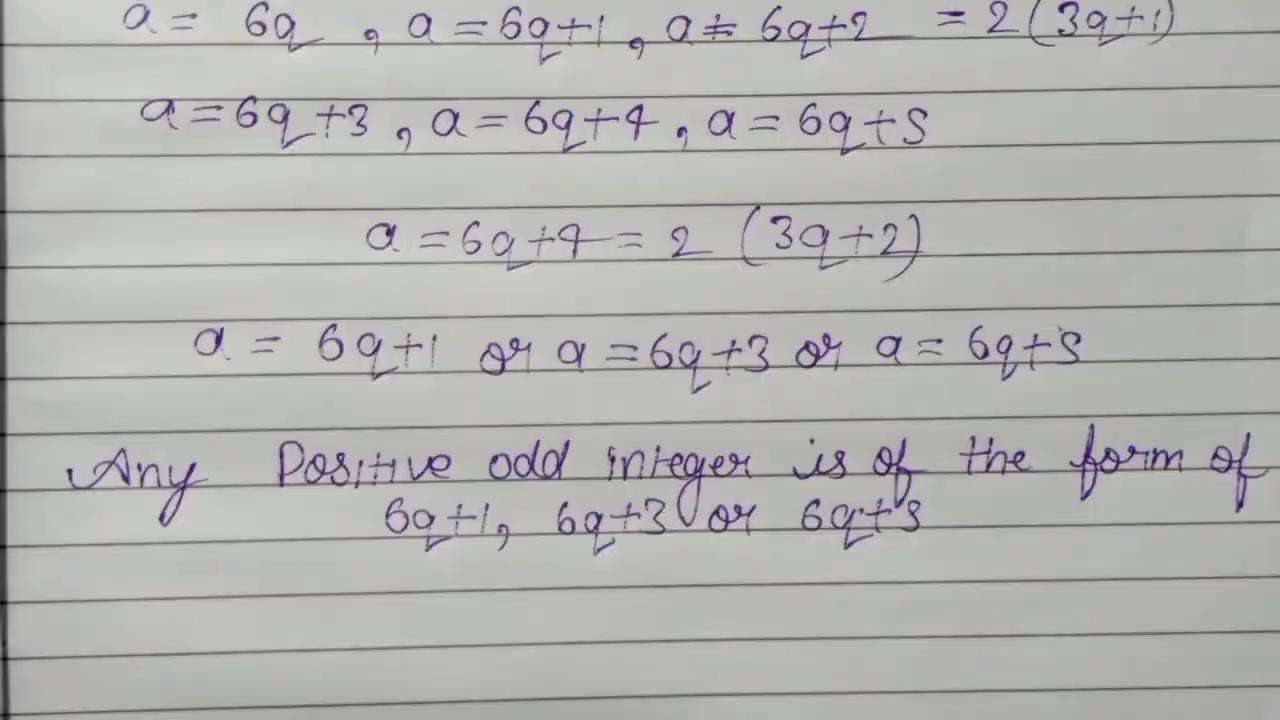 a = 6q , a = 6q+1 , a = 6q+2 = 2 (3q+1)
a = 6q+3 , a = 6q+4 , a = 6q+5
a = 6q+4 = 2 (3q+2)
a = 6q+1 or a = 6q+3 or a = 6q+5
Any Positive odd integer is of the form of
6q+1, 6q+3 or 6q+5